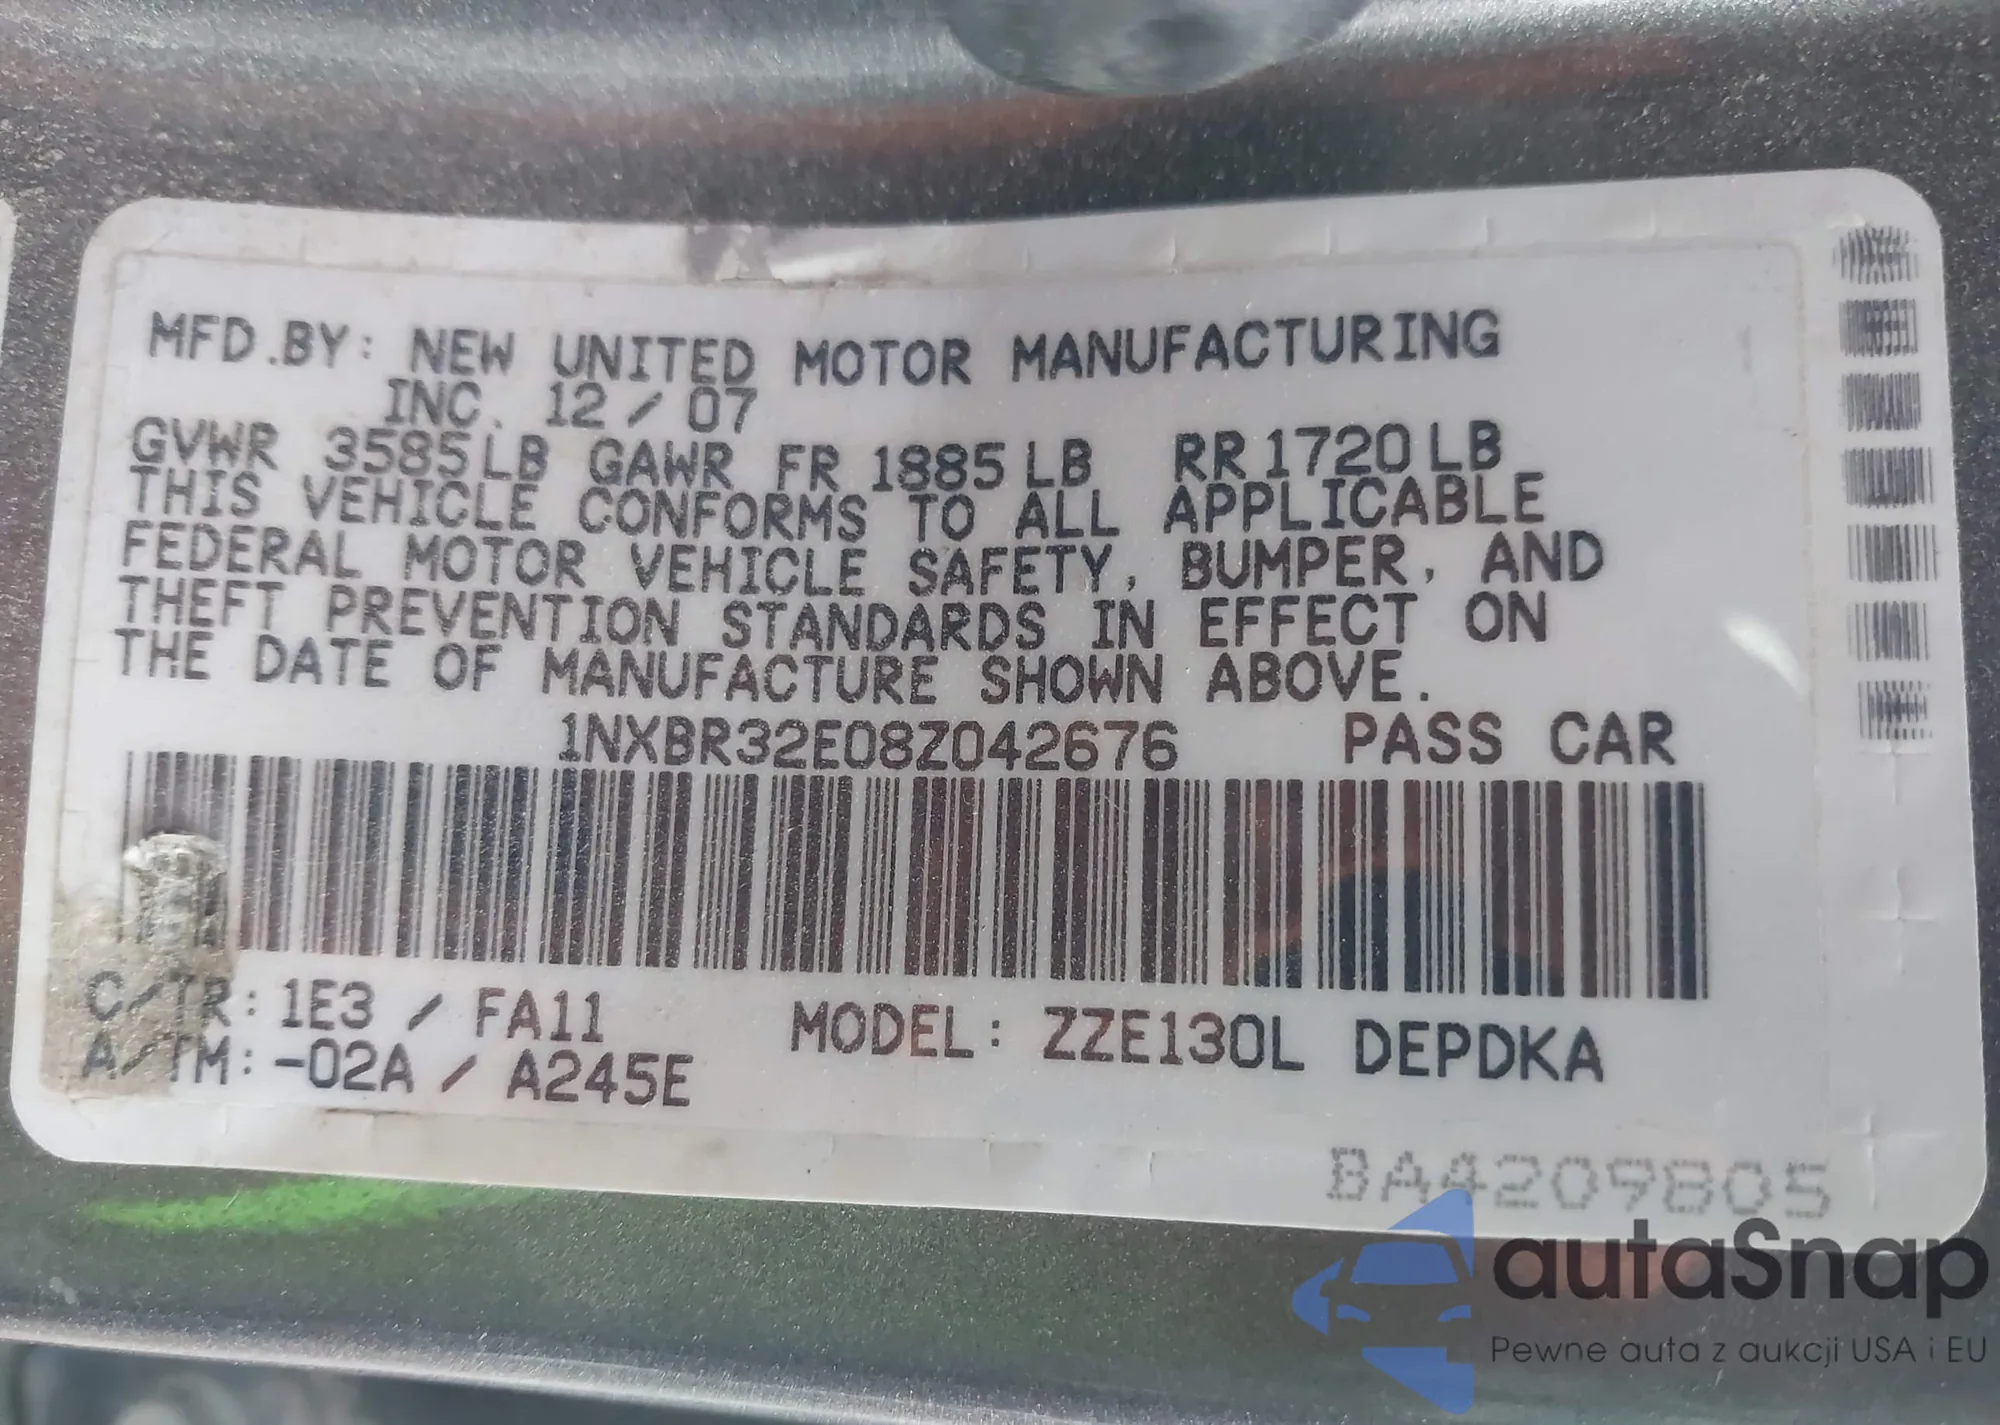 MFD.BY: NEW UNITED MOTOR MANUFACTURING
INC. 12/07
GVWR 3585LB GAWR FR 1885LB RR1720LB
THIS VEHICLE CONFORMS TO ALL APPLICABLE
FEDERAL MOTOR VEHICLE SAFETY, BUMPER, AND
THEFT PREVENTION STANDARDS IN EFFECT ON
THE DATE OF MANUFACTURE SHOWN ABOVE.
1NXBR32E08Z042676 PASS CAR
C/TR: 1E3 / FA11
A/TM: -02A / A245E
MODEL: ZZE130L DEPDKA
BA4209805
autaSnap
Pewne auta z aukcji USA i EU